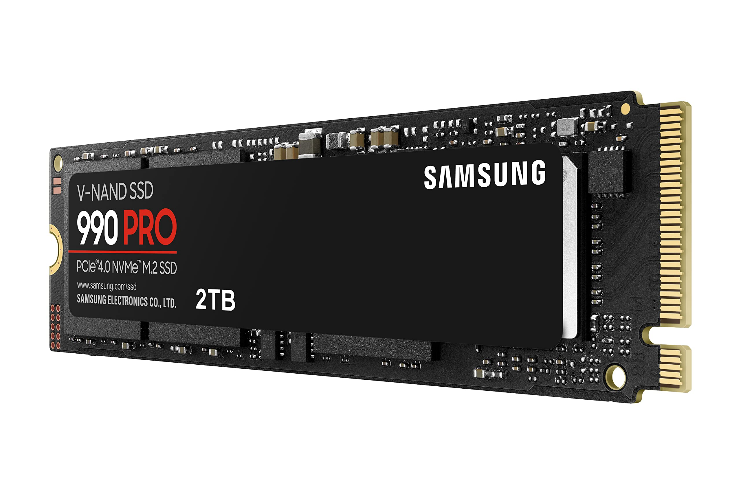 SAMSUNG
V-NAND SSD
990 PRO
PCIe®4.0 NVMe™ M.2 SSD
www.samsung.com/ssd
SAMSUNG ELECTRONICS CO., LTD.
2TB